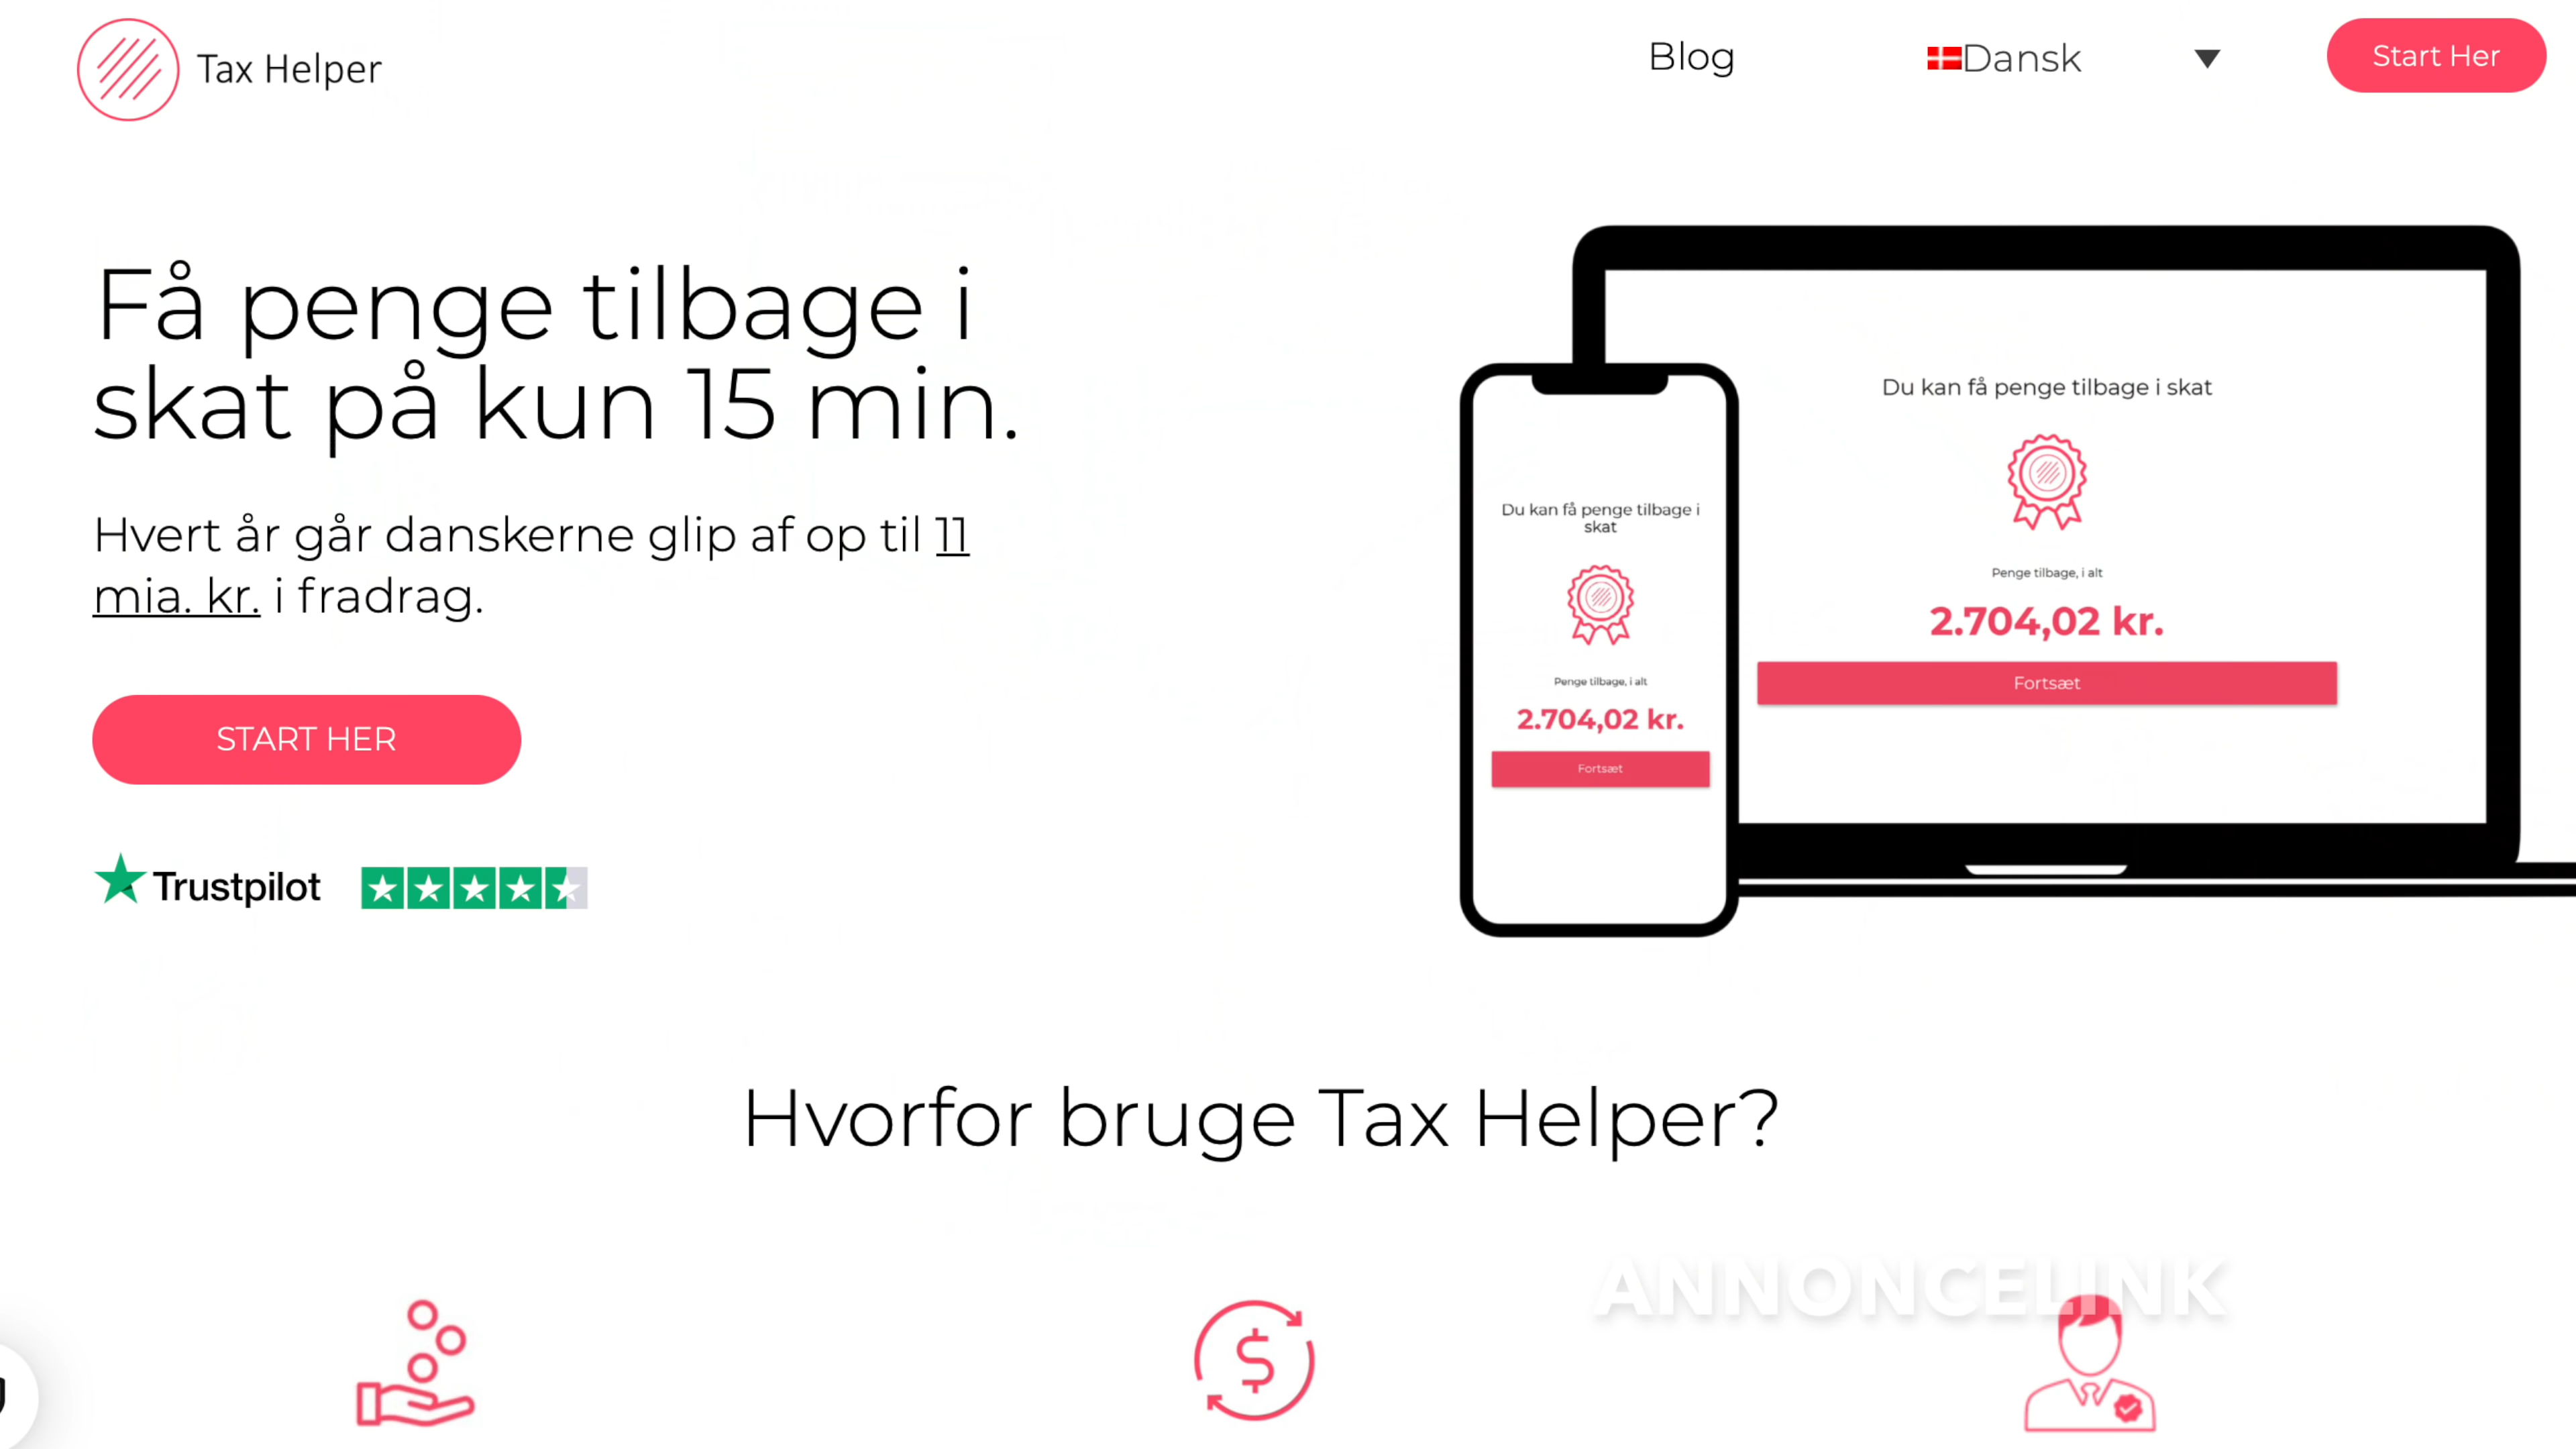 Tax Helper
Blog
Dansk
Start Her
Få penge tilbage i
skat på kun 15 min.
Hvert år går danskerne glip af op til 11
mia. kr. i fradrag.
START HER
Trustpilot
Du kan få penge tilbage i
skat
Penge tilbage, i alt
2.704,02 kr.
Fortsæt
Du kan få penge tilbage i skat
Penge tilbage, i alt
2.704,02 kr.
Fortsæt
Hvorfor bruge Tax Helper?
ANNONCELINK
$